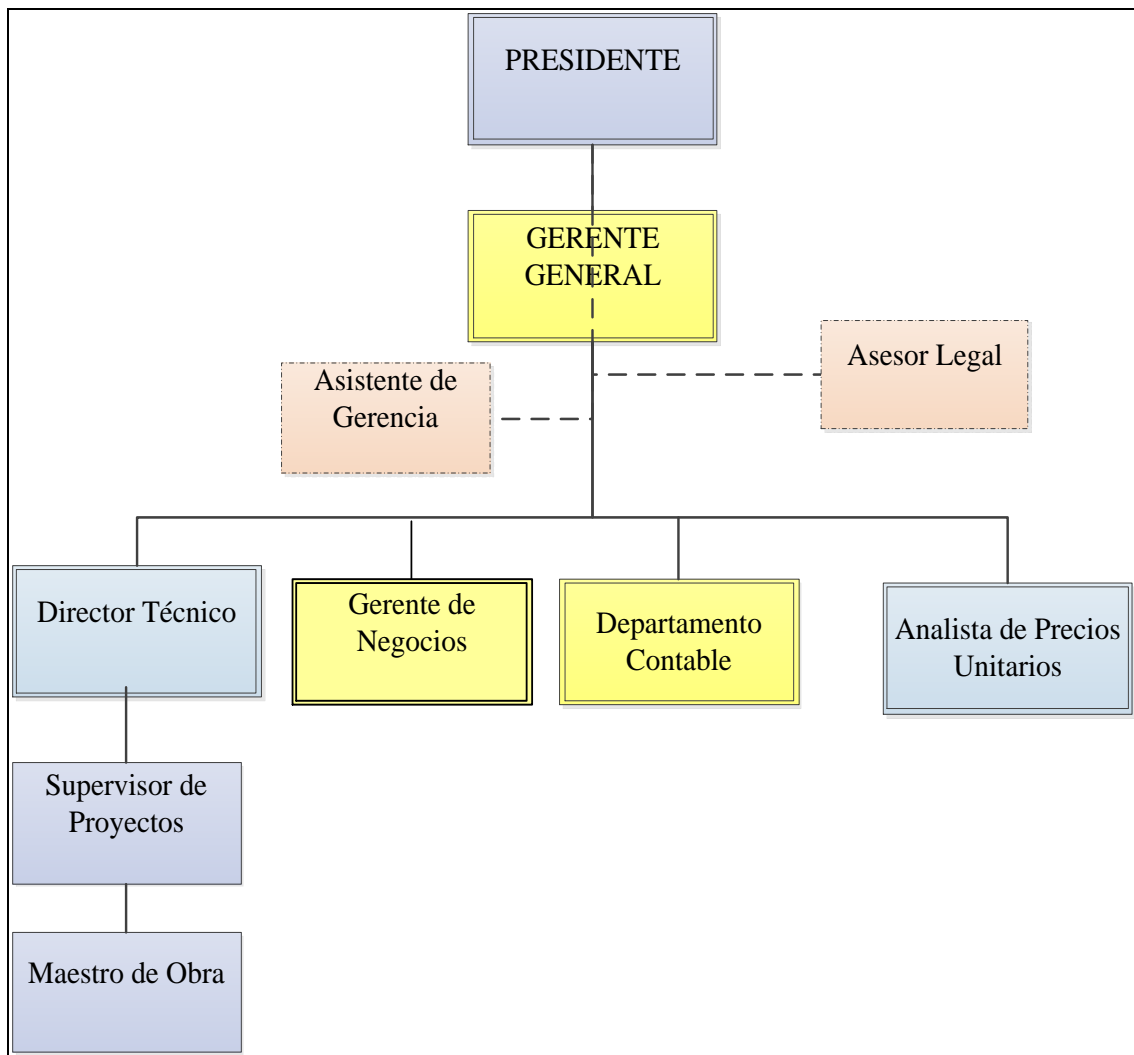 PRESIDENTE
GERENTE
GENERAL
Asesor Legal
Asistente de
Gerencia
Director Técnico
Gerente de
Negocios
Departamento
Contable
Analista de Precios
Unitarios
Supervisor de
Proyectos
Maestro de Obra